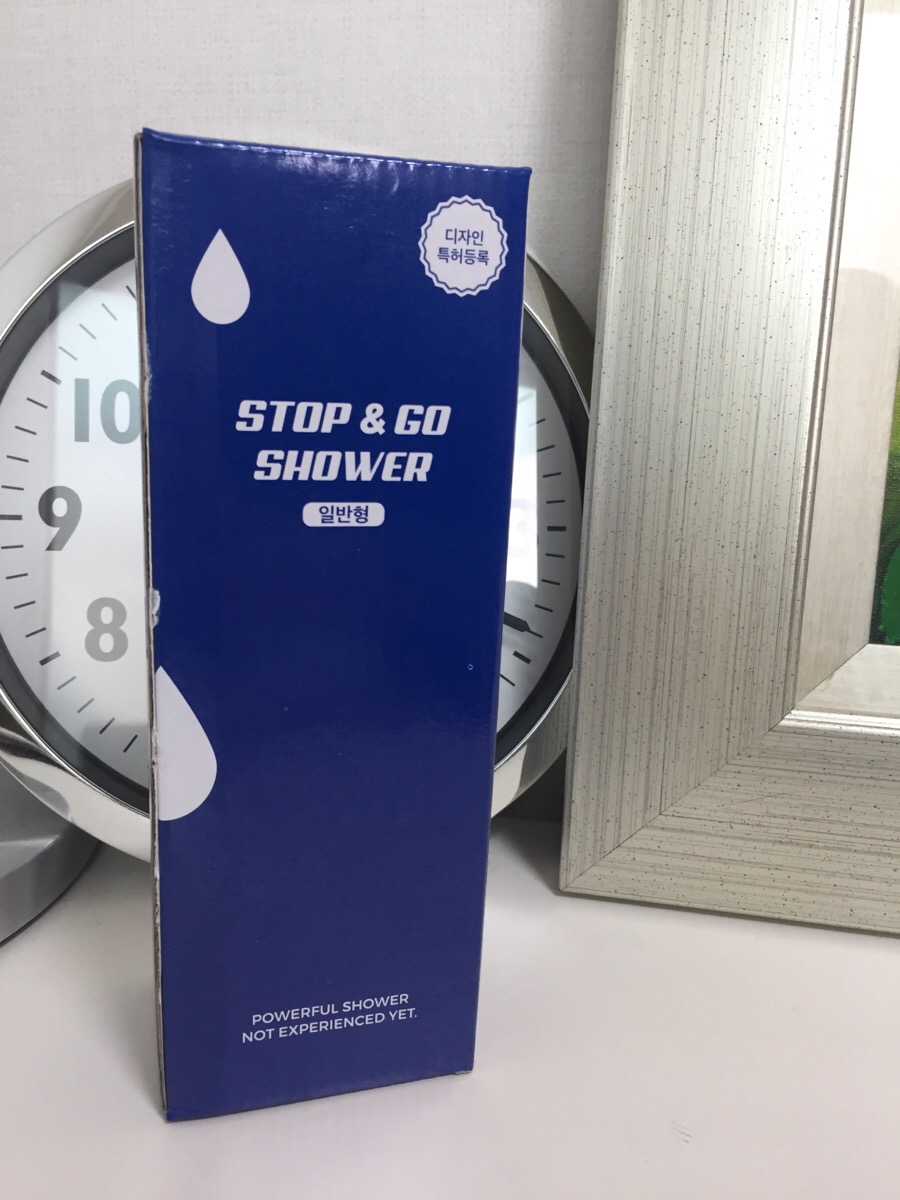 디자인
특허등록
STOP & GO
SHOWER
일반형
10
9
8
POWERFUL SHOWER
NOT EXPERIENCED YET.